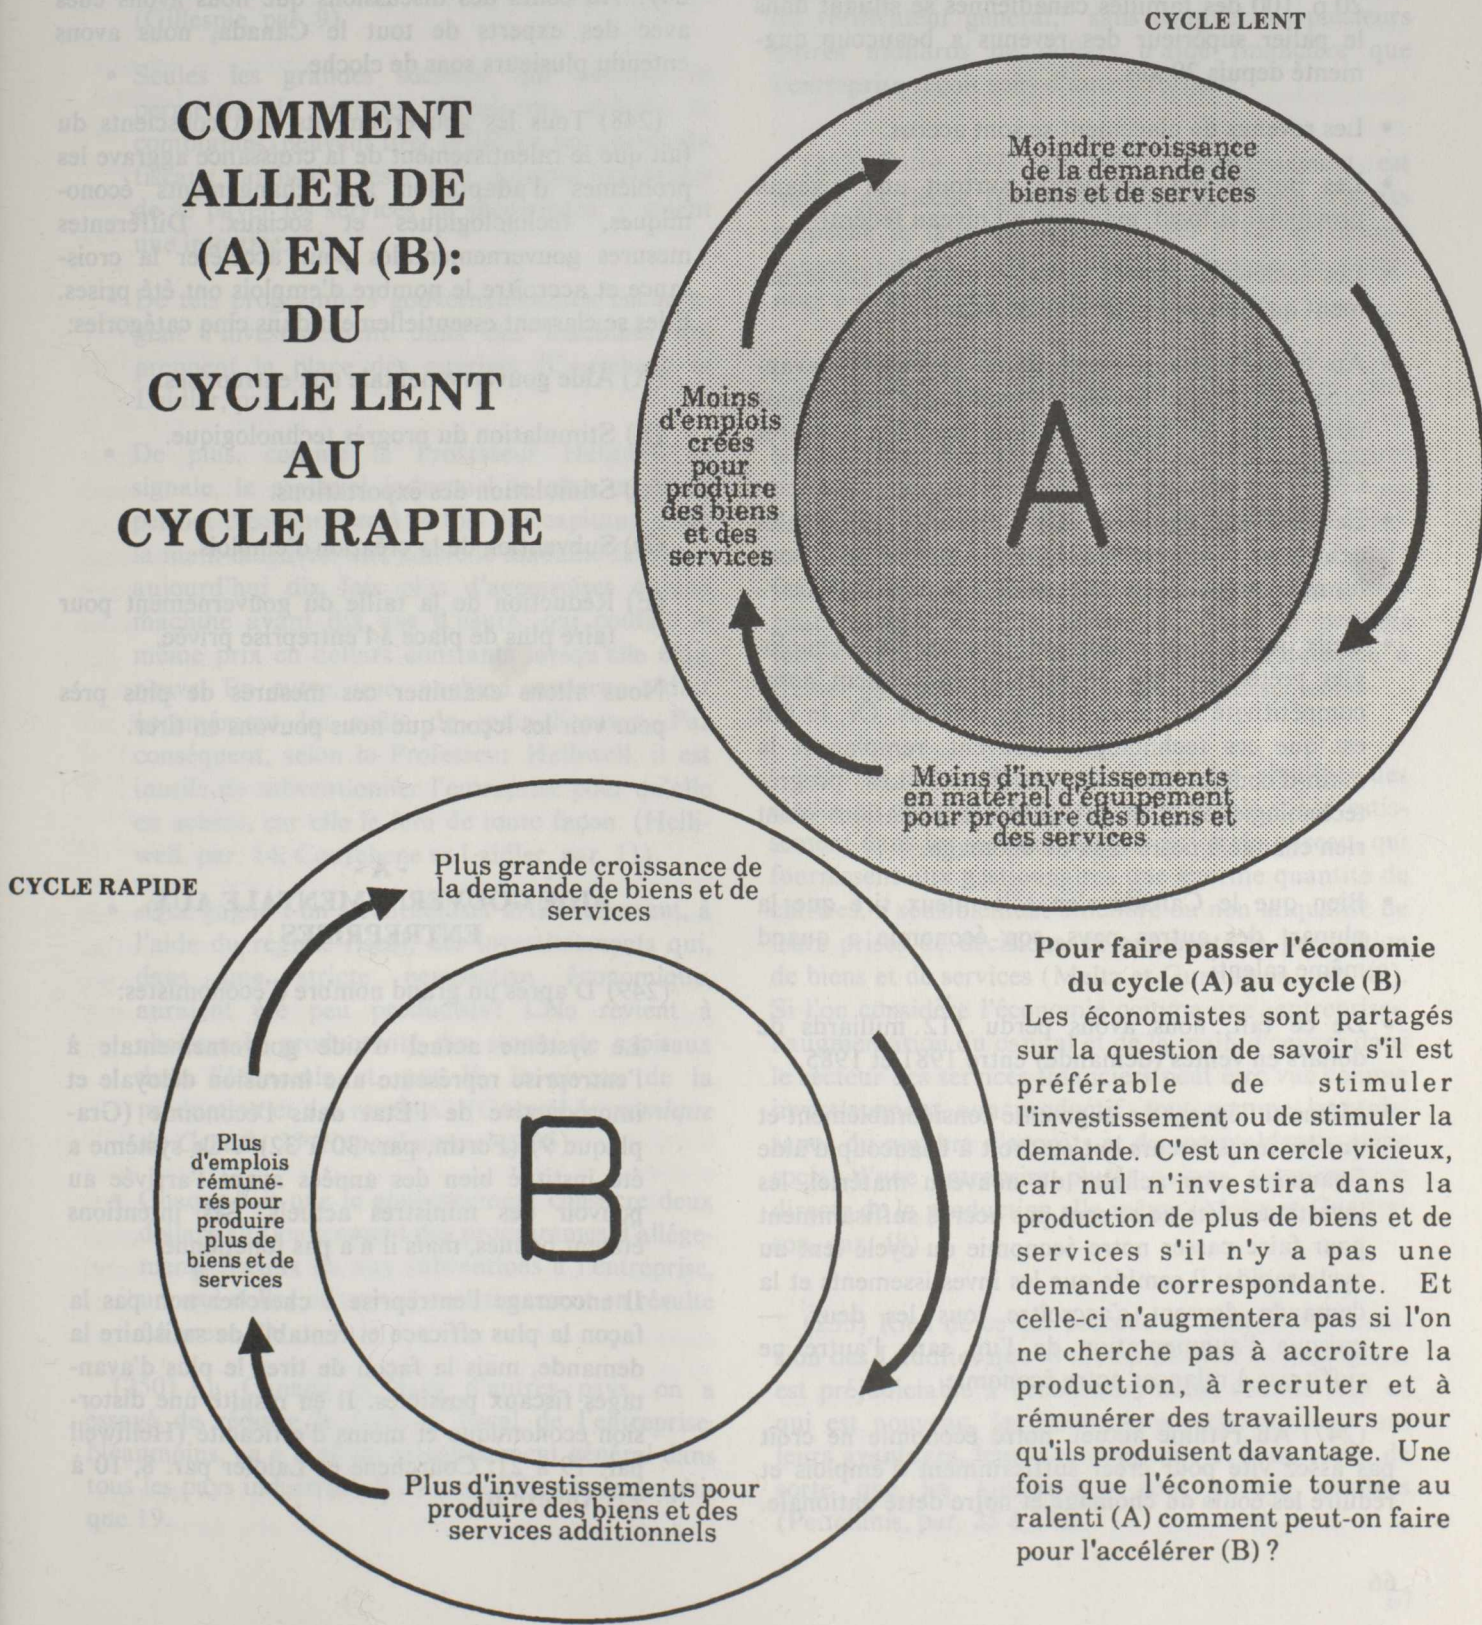 CYCLE LENT
COMMENT
ALLER DE
(A) EN (B):
DU
CYCLE LENT
AU
CYCLE RAPIDE
Moindre croissance
de la demande de
biens et de services
Moins
d'emplois
créés
pour
produire
des biens
et des
services
A
Moins d'investissements
en matériel d'équipement
pour produire des biens et
des services
CYCLE RAPIDE
Plus grande croissance de
la demande de biens et de
services
Plus
d'emplois
rémuné-
rés pour
produire
plus de
biens et de
services
B
Plus d'investissements pour
produire des biens et des
services additionnels
Pour faire passer l'économie
du cycle (A) au cycle (B)
Les économistes sont partagés
sur la question de savoir s'il est
préférable de stimuler
l'investissement ou de stimuler la
demande. C'est un cercle vicieux,
car nul n'investira dans la
production de plus de biens et de
services s'il n'y a pas une
demande correspondante. Et
celle-ci n'augmentera pas si l'on
ne cherche pas à accroître la
production, à recruter et à
rémunérer des travailleurs pour
qu'ils produisent davantage. Une
fois que l'économie tourne au
ralenti (A) comment peut-on faire
pour l'accélérer (B) ?